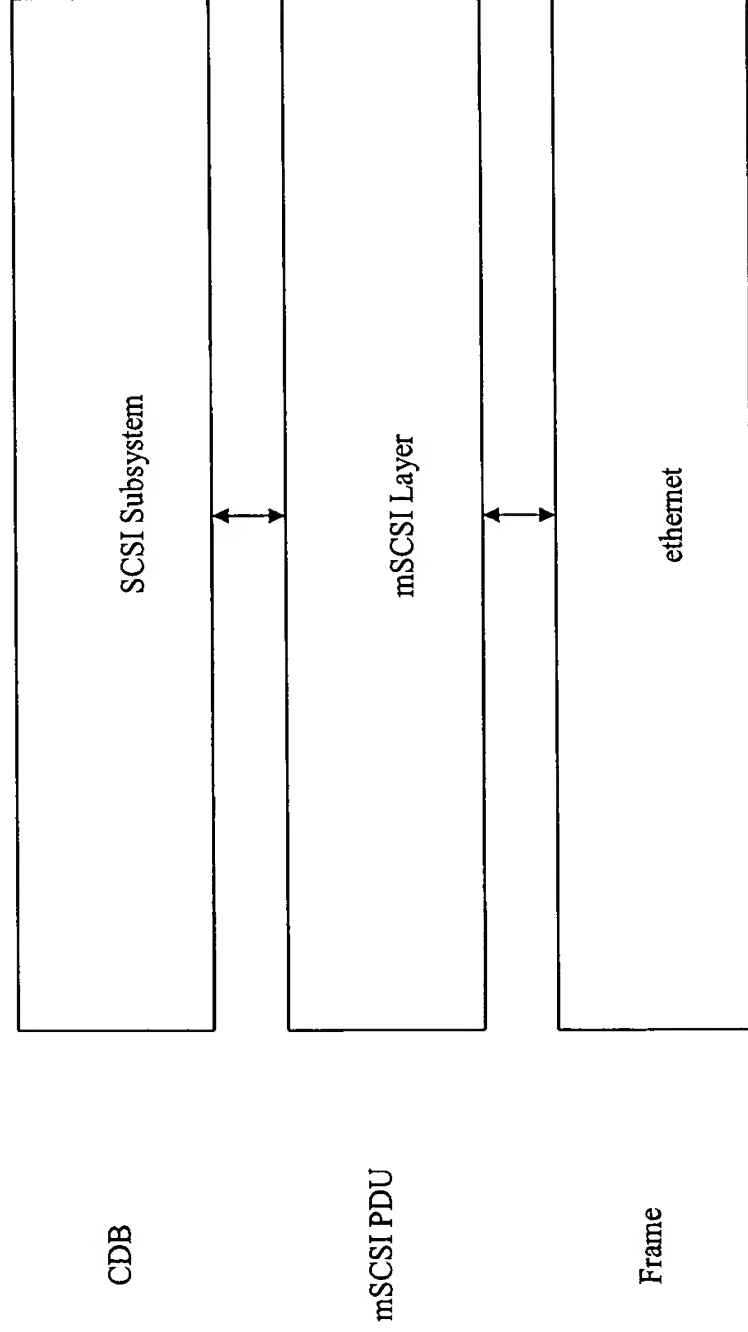 SCSI Subsystem
mSCSI Layer
ethernet
CDB
mSCSI PDU
Frame